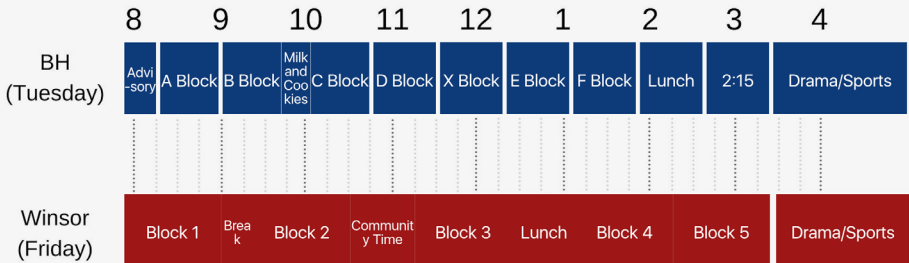 8 9 10 11 12 1 2 3 4
BH
(Tuesday)
Advi
-sory
A Block
B Block
Milk
and
Coo
kies
C Block
D Block
X Block
E Block
F Block
Lunch
2:15
Drama/Sports
Winsor
(Friday)
Block 1
Brea
k
Block 2
Communit
y Time
Block 3
Lunch
Block 4
Block 5
Drama/Sports